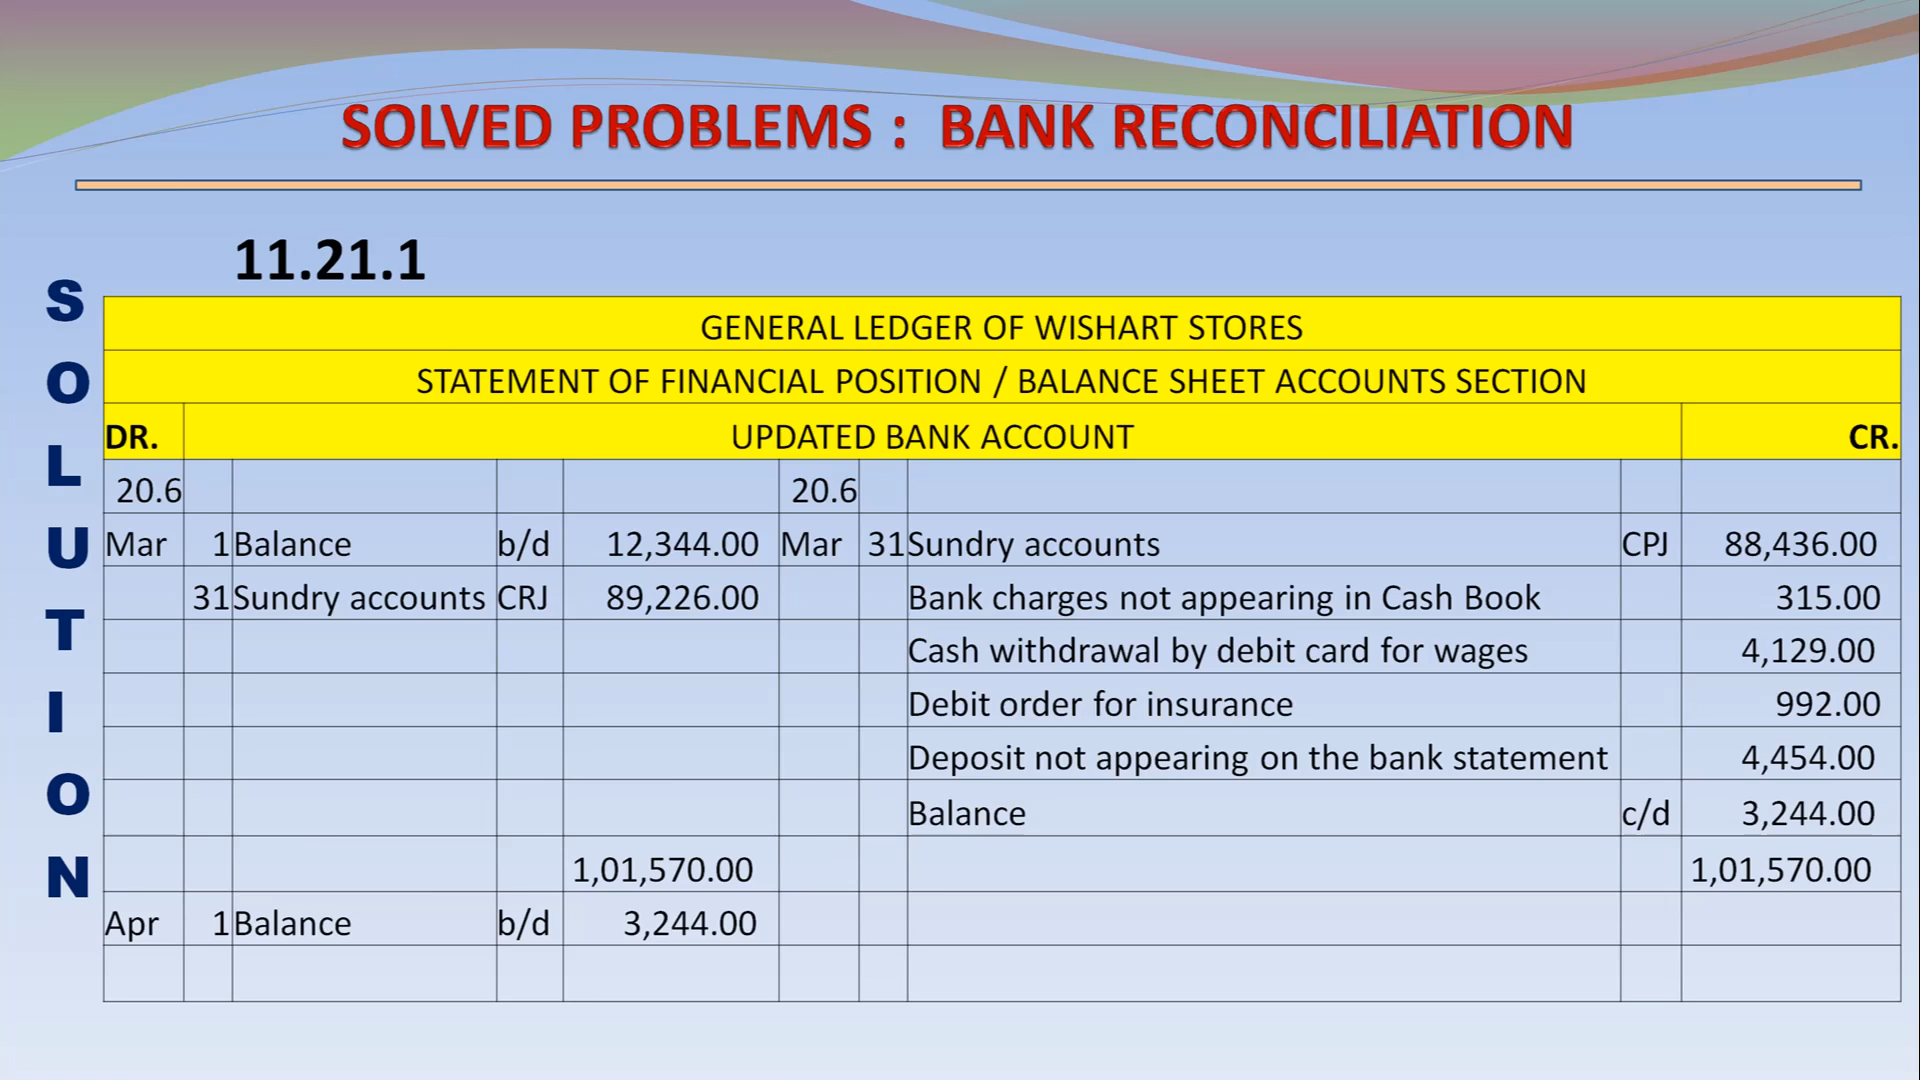 SOLVED PROBLEMS : BANK RECONCILIATION
11.21.1
SOLUTION
GENERAL LEDGER OF WISHART STORES
STATEMENT OF FINANCIAL POSITION / BALANCE SHEET ACCOUNTS SECTION
DR. UPDATED BANK ACCOUNT CR.
20.6 20.6
Mar 1 Balance b/d 12,344.00 Mar 31 Sundry accounts CPJ 88,436.00
31 Sundry accounts CRJ 89,226.00 Bank charges not appearing in Cash Book 315.00
Cash withdrawal by debit card for wages 4,129.00
Debit order for insurance 992.00
Deposit not appearing on the bank statement 4,454.00
Balance c/d 3,244.00
1,01,570.00 1,01,570.00
Apr 1 Balance b/d 3,244.00